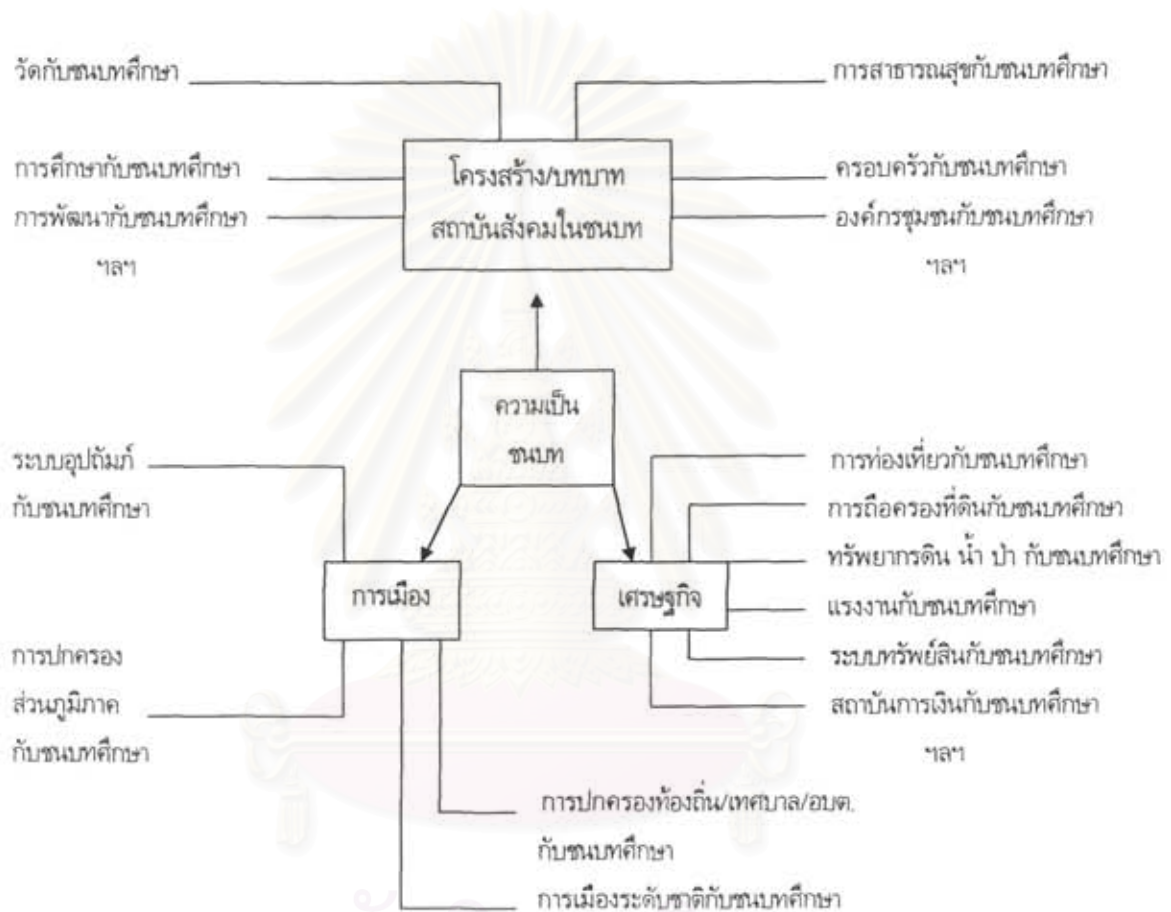 วัดกับชนบทศึกษา
การสาธารณสุขกับชนบทศึกษา
การศึกษากับชนบทศึกษา
โครงสร้าง/บทบาท
ครอบครัวกับชนบทศึกษา
การพัฒนากับชนบทศึกษา
สถาบันสังคมในชนบท
องค์กรชุมชนกับชนบทศึกษา
ฯลฯ
ฯลฯ
ความเป็น
ชนบท
ระบบอุปถัมภ์
กับชนบทศึกษา
การท่องเที่ยวกับชนบทศึกษา
การถือครองที่ดินกับชนบทศึกษา
ทรัพยากรดิน น้ำ ป่า กับชนบทศึกษา
การเมือง
เศรษฐกิจ
แรงงานกับชนบทศึกษา
การปกครอง
ส่วนภูมิภาค
กับชนบทศึกษา
ระบบทรัพย์สินกับชนบทศึกษา
สถาบันการเงินกับชนบทศึกษา
ฯลฯ
การปกครองท้องถิ่น/เทศบาล/อบต.
กับชนบทศึกษา
การเมืองระดับชาติกับชนบทศึกษา